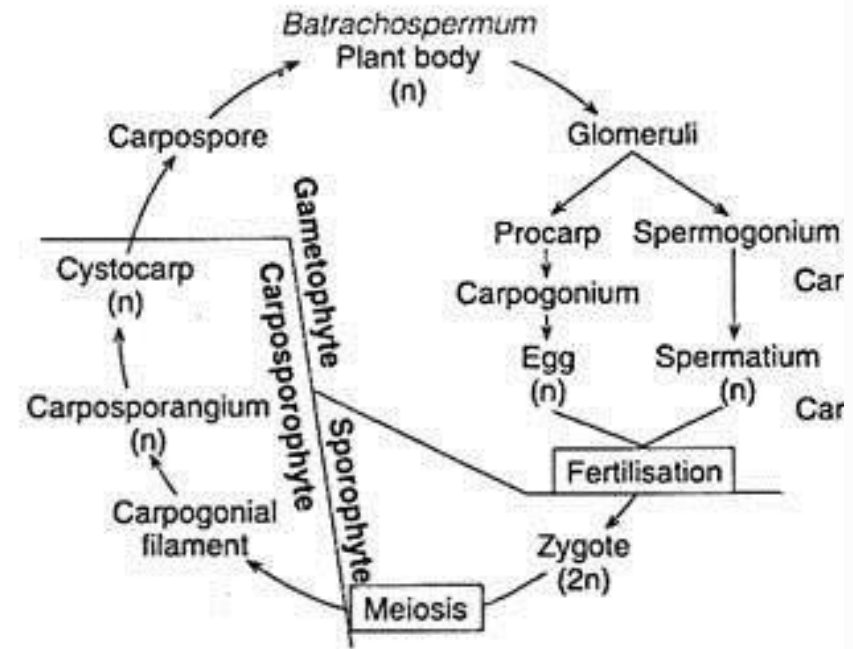 Batrachospermum
Plant body
(n)
Glomeruli
Procarp
Spermogonium
Carpogonium
Car
Egg
(n)
Spermatium
(n)
Car
Fertilisation
Zygote
(2n)
Meiosis
Carpogonial
filament
Carposporangium
(n)
Cystocarp
(n)
Carpospore
Gametophyte
Carposporophyte
Sporophyte